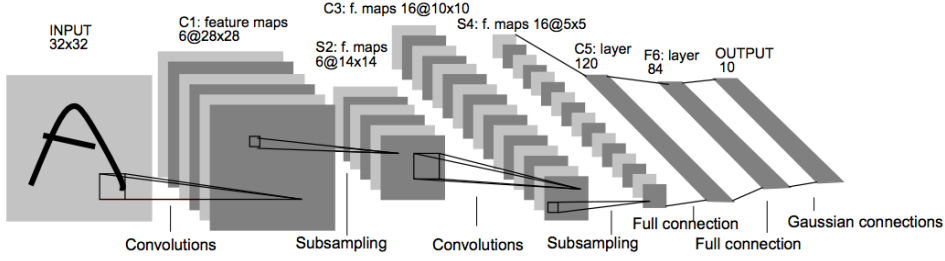 INPUT
32x32
C1: feature maps
6@28x28
S2: f. maps
6@14x14
C3: f. maps 16@10x10
S4: f. maps 16@5x5
C5: layer
120
F6: layer
84
OUTPUT
10
Convolutions
Subsampling
Convolutions
Subsampling
Full connection
Full connection
Gaussian connections